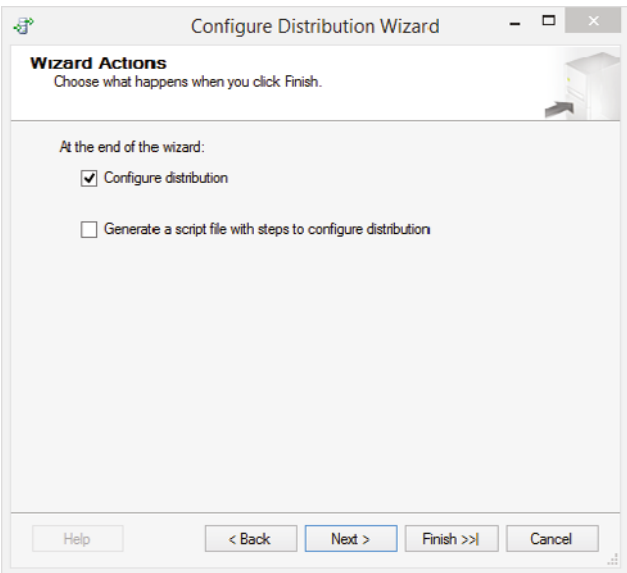 Configure Distribution Wizard
Wizard Actions
Choose what happens when you click Finish.
At the end of the wizard:
Configure distribution
Generate a script file with steps to configure distribution
Help
< Back
Next >
Finish >>|
Cancel